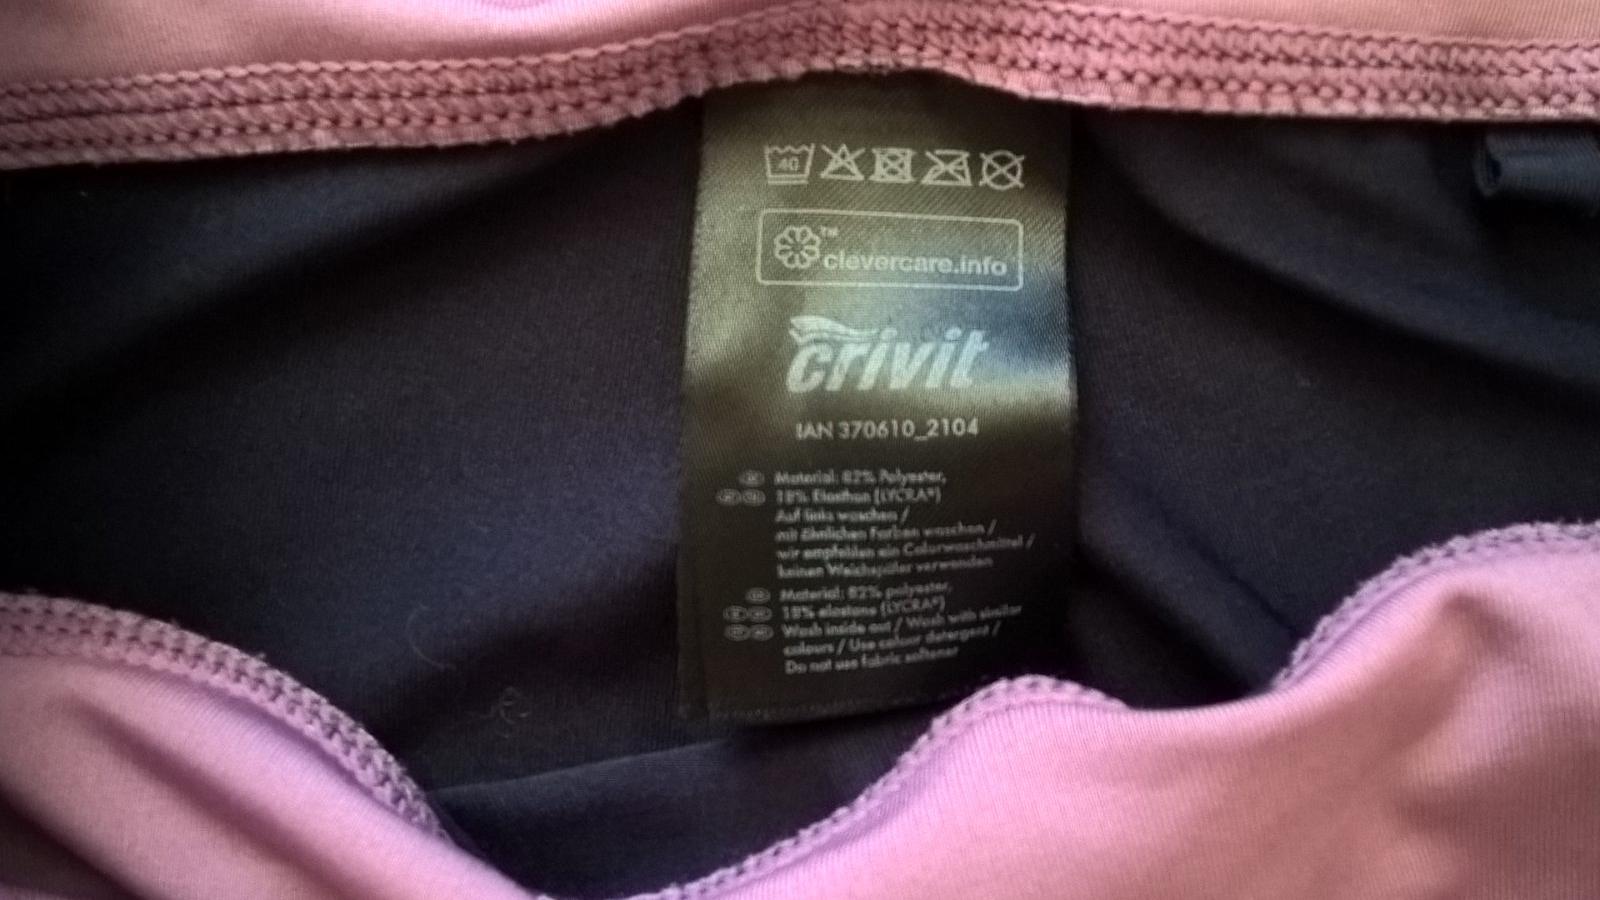 40
™
clevercare.info
crivit
IAN 370610_2104
Material: 82% Polyester,
18% Elasthan (LYCRA®)
Auf links waschen /
mit ähnlichen Farben waschen /
wir empfehlen ein Colorwaschmittel /
keinen Weichspüler verwenden
Material: 82% polyester,
18% elastane (LYCRA®)
Wash inside out / Wash with similar
colours / Use colour detergent /
Do not use fabric softener